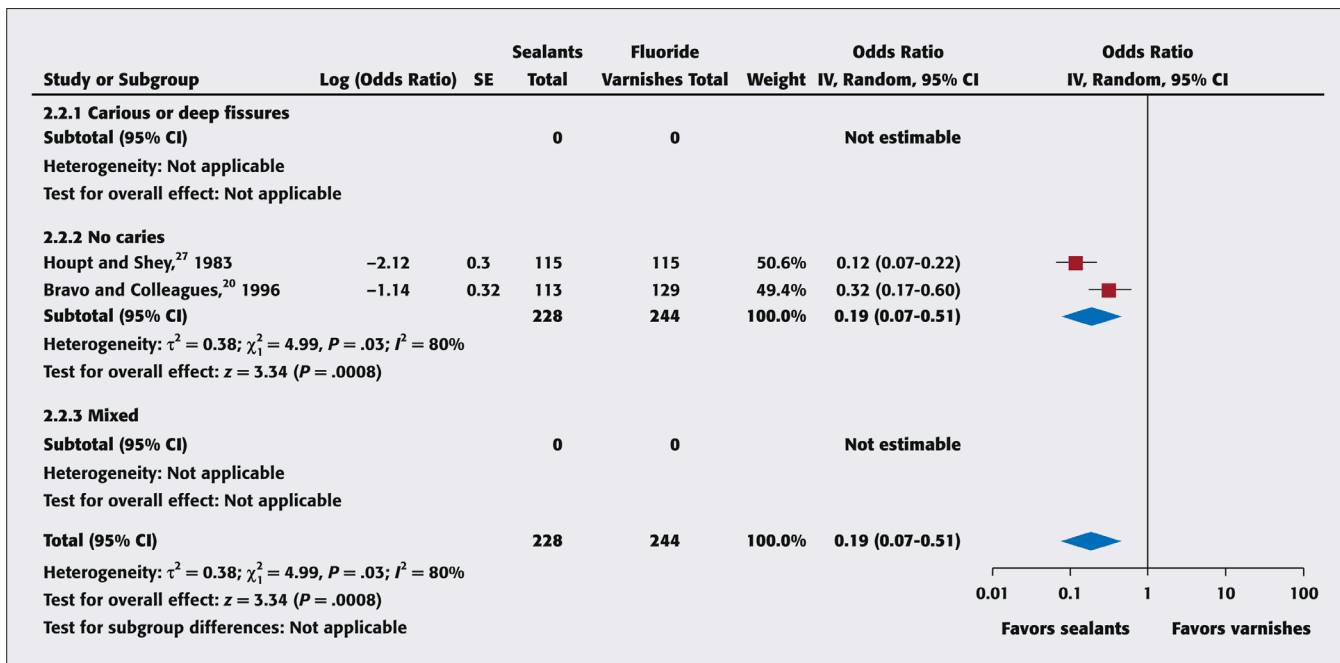 Sealants Fluoride Odds Ratio Odds Ratio
Study or Subgroup Log (Odds Ratio) SE Total Varnishes Total Weight IV, Random, 95% CI IV, Random, 95% CI
2.2.1 Carious or deep fissures
Subtotal (95% CI) 0 0 Not estimable
Heterogeneity: Not applicable
Test for overall effect: Not applicable
2.2.2 No caries
Houpt and Shey,²⁷ 1983 –2.12 0.3 115 115 50.6% 0.12 (0.07-0.22)
Bravo and Colleagues,²⁰ 1996 –1.14 0.32 113 129 49.4% 0.32 (0.17-0.60)
Subtotal (95% CI) 228 244 100.0% 0.19 (0.07-0.51)
Heterogeneity: τ² = 0.38; χ₁² = 4.99, P = .03; I² = 80%
Test for overall effect: z = 3.34 (P = .0008)
2.2.3 Mixed
Subtotal (95% CI) 0 0 Not estimable
Heterogeneity: Not applicable
Test for overall effect: Not applicable
Total (95% CI) 228 244 100.0% 0.19 (0.07-0.51)
Heterogeneity: τ² = 0.38; χ₁² = 4.99, P = .03; I² = 80%
Test for overall effect: z = 3.34 (P = .0008)
Test for subgroup differences: Not applicable
0.01 0.1 1 10 100
Favors sealants Favors varnishes